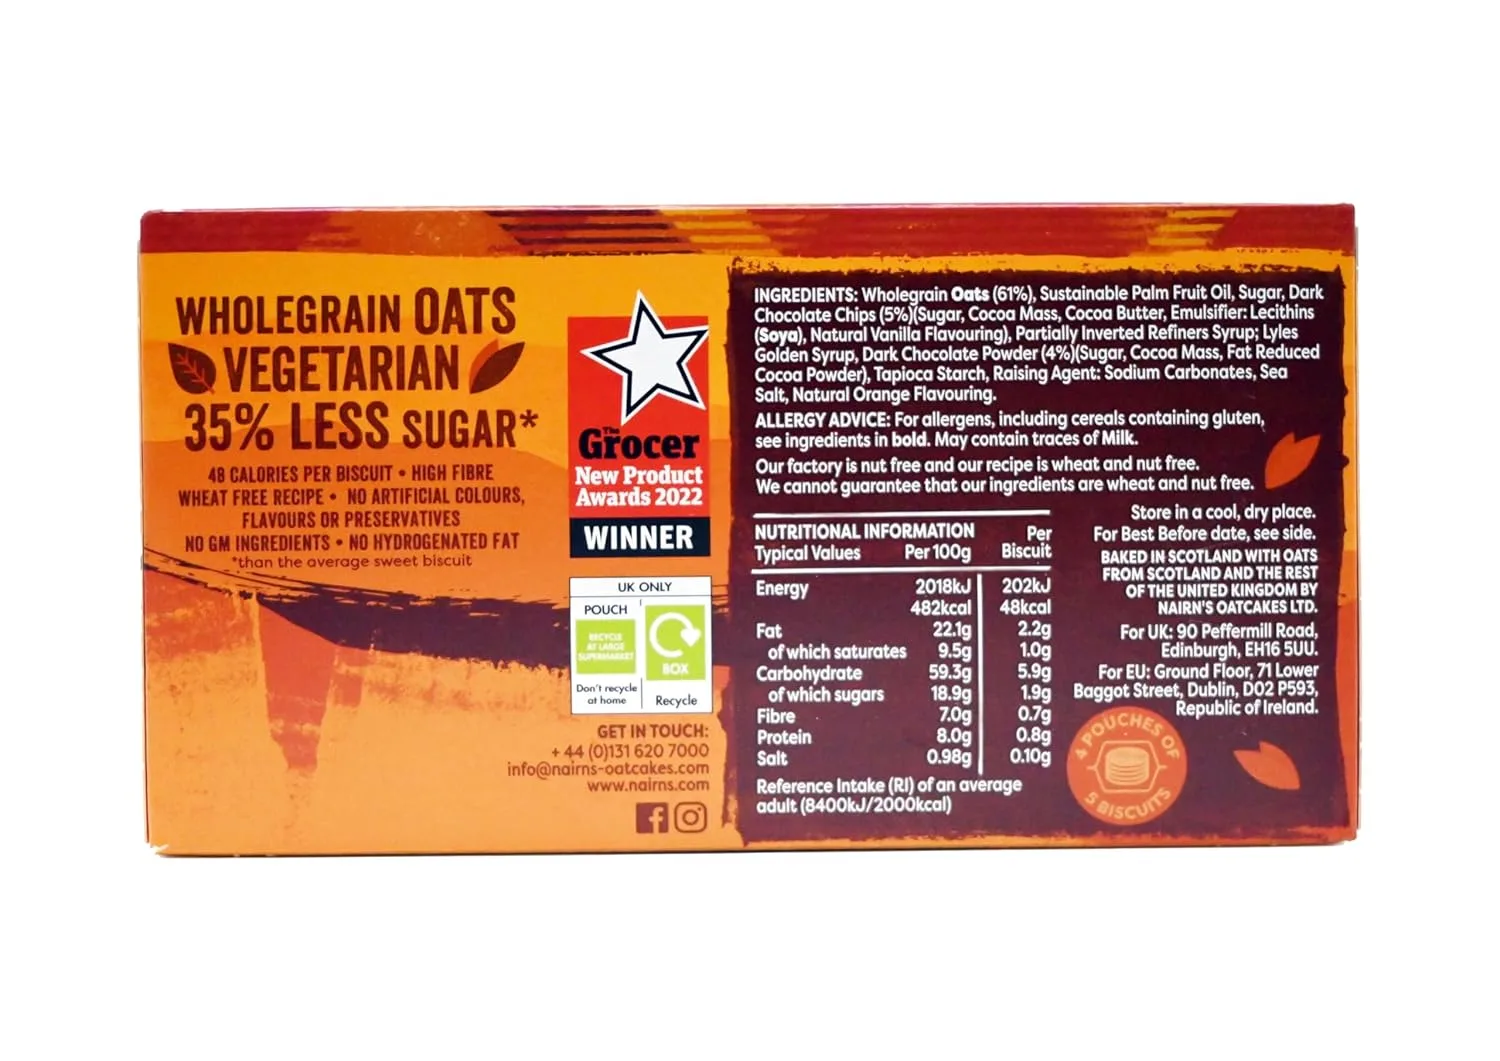 WHOLEGRAIN OATS
VEGETARIAN
35% LESS SUGAR*
48 CALORIES PER BISCUIT • HIGH FIBRE
WHEAT FREE RECIPE • NO ARTIFICIAL COLOURS,
FLAVOURS OR PRESERVATIVES
NO GM INGREDIENTS • NO HYDROGENATED FAT
*than the average sweet biscuit
The
Grocer
New Product
Awards 2022
WINNER
UK ONLY
POUCH
RECYCLE
AT LARGE
SUPERMARKET
Don't recycle
at home
BOX
Recycle
GET IN TOUCH:
+ 44 (0)131 620 7000
info@nairns-oatcakes.com
www.nairns.com
INGREDIENTS: Wholegrain Oats (61%), Sustainable Palm Fruit Oil, Sugar, Dark
Chocolate Chips (5%)(Sugar, Cocoa Mass, Cocoa Butter, Emulsifier: Lecithins
(Soya), Natural Vanilla Flavouring), Partially Inverted Refiners Syrup; Lyles
Golden Syrup, Dark Chocolate Powder (4%)(Sugar, Cocoa Mass, Fat Reduced
Cocoa Powder), Tapioca Starch, Raising Agent: Sodium Carbonates, Sea
Salt, Natural Orange Flavouring.
ALLERGY ADVICE: For allergens, including cereals containing gluten,
see ingredients in bold. May contain traces of Milk.
Our factory is nut free and our recipe is wheat and nut free.
We cannot guarantee that our ingredients are wheat and nut free.
NUTRITIONAL INFORMATION Per
Typical Values Per 100g Biscuit
Energy 2018kJ 202kJ
482kcal 48kcal
Fat 22.1g 2.2g
of which saturates 9.5g 1.0g
Carbohydrate 59.3g 5.9g
of which sugars 18.9g 1.9g
Fibre 7.0g 0.7g
Protein 8.0g 0.8g
Salt 0.98g 0.10g
Reference Intake (RI) of an average
adult (8400kJ/2000kcal)
Store in a cool, dry place.
For Best Before date, see side.
BAKED IN SCOTLAND WITH OATS
FROM SCOTLAND AND THE REST
OF THE UNITED KINGDOM BY
NAIRN'S OATCAKES LTD.
For UK: 90 Peffermill Road,
Edinburgh, EH16 5UU.
For EU: Ground Floor, 71 Lower
Baggot Street, Dublin, D02 P593,
Republic of Ireland.
4 POUCHES OF
5 BISCUITS